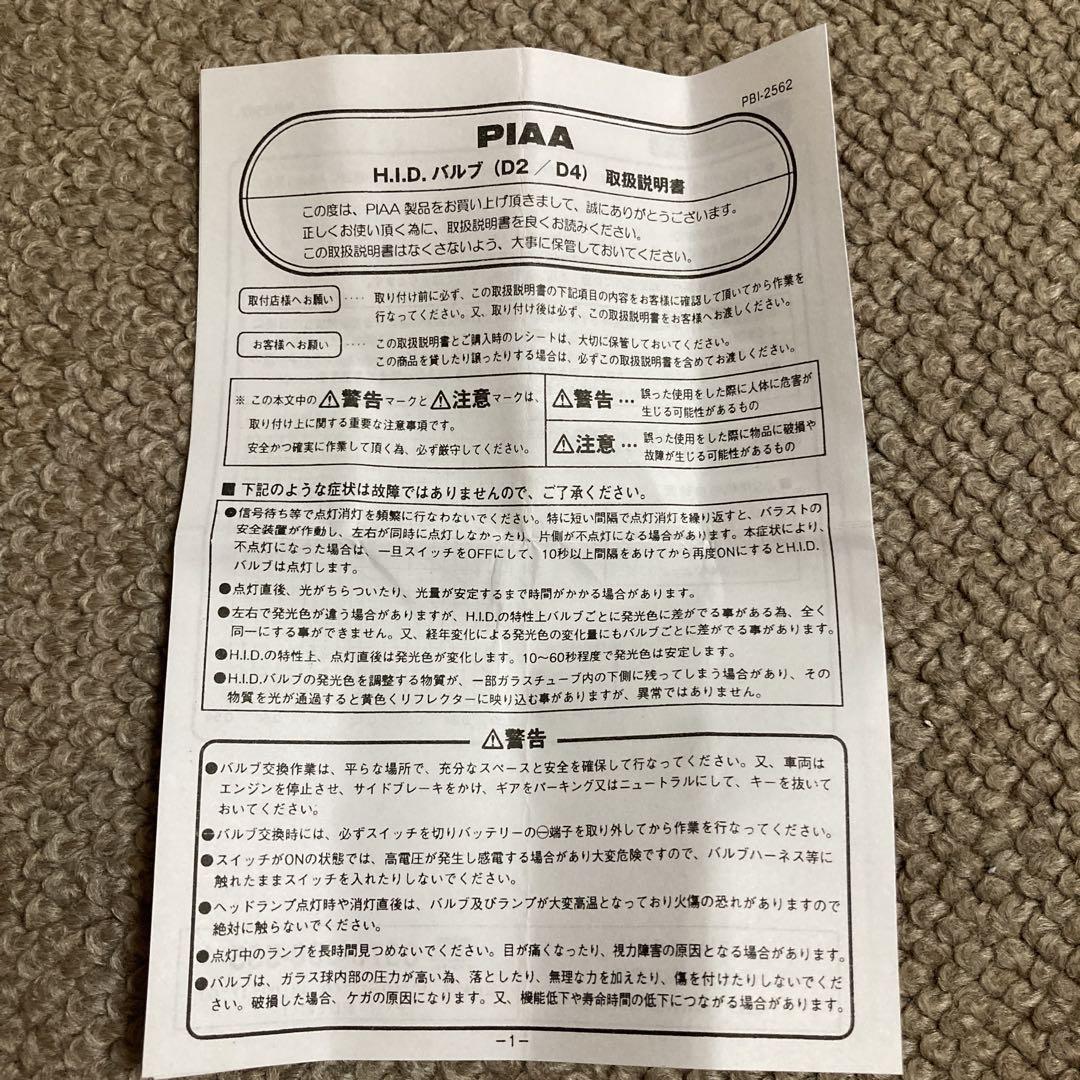 PBI-2562
PIAA
H.I.D. バルブ (D2／D4) 取扱説明書
この度は、PIAA 製品をお買い上げ頂きまして、誠にありがとうございます。
正しくお使い頂く為に、取扱説明書を良くお読みください。
この取扱説明書はなくさないよう、大事に保管しておいてください。
取付店様へお願い ‥‥ 取り付け前に必ず、この取扱説明書の下記項目の内容をお客様に確認して頂いてから作業を
行なってください。又、取り付け後は必ず、この取扱説明書をお客様へお渡しください。
お客様へお願い ‥‥ この取扱説明書とご購入時のレシートは、大切に保管しておいてください。
この商品を貸したり譲ったりする場合は、必ずこの取扱説明書を含めてお渡しください。
※ この本文中の⚠警告マークと⚠注意マークは、
取り付け上に関する重要な注意事項です。
安全かつ確実に作業して頂く為、必ず厳守してください。
⚠警告 … 誤った使用をした際に人体に危害が
生じる可能性があるもの
⚠注意 … 誤った使用をした際に物品に破損や
故障が生じる可能性があるもの
■ 下記のような症状は故障ではありませんので、ご了承ください。
●信号待ち等で点灯消灯を頻繁に行なわないでください。特に短い間隔で点灯消灯を繰り返すと、バラストの
安全装置が作動し、左右が同時に点灯しなかったり、片側が不点灯になる場合があります。本症状により、
不点灯になった場合は、一旦スイッチをOFFにして、10秒以上間隔をあけてから再度ONにするとH.I.D.
バルブは点灯します。
●点灯直後、光がちらついたり、光量が安定するまで時間がかかる場合があります。
●左右で発光色が違う場合がありますが、H.I.D.の特性上バルブごとに発光色に差がでる事がある為、全く
同一にする事ができません。又、経年変化による発光色の変化量にもバルブごとに差がでる事があります。
●H.I.D.の特性上、点灯直後は発光色が変化します。10〜60秒程度で発光色は安定します。
●H.I.D.バルブの発光色を調整する物質が、一部ガラスチューブ内の下側に残ってしまう場合があり、その
物質を光が通過すると黄色くリフレクターに映り込む事がありますが、異常ではありません。
⚠警告
●バルブ交換作業は、平らな場所で、充分なスペースと安全を確保して行なってください。又、車両は
エンジンを停止させ、サイドブレーキをかけ、ギアをパーキング又はニュートラルにして、キーを抜いて
おいてください。
●バルブ交換時には、必ずスイッチを切りバッテリーの⊖端子を取り外してから作業を行なってください。
●スイッチがONの状態では、高電圧が発生し感電する場合があり大変危険ですので、バルブハーネス等に
触れたままスイッチを入れたりしないでください。
●ヘッドランプ点灯時や消灯直後は、バルブ及びランプが大変高温となっており火傷の恐れがありますので
絶対に触らないでください。
●点灯中のランプを長時間見つめないでください。目が痛くなったり、視力障害の原因となる場合があります。
●バルブは、ガラス球内部の圧力が高い為、落としたり、無理な力を加えたり、傷を付けたりしないでくだ
さい。破損した場合、ケガの原因になります。又、機能低下や寿命時間の低下につながる場合があります。
－1－